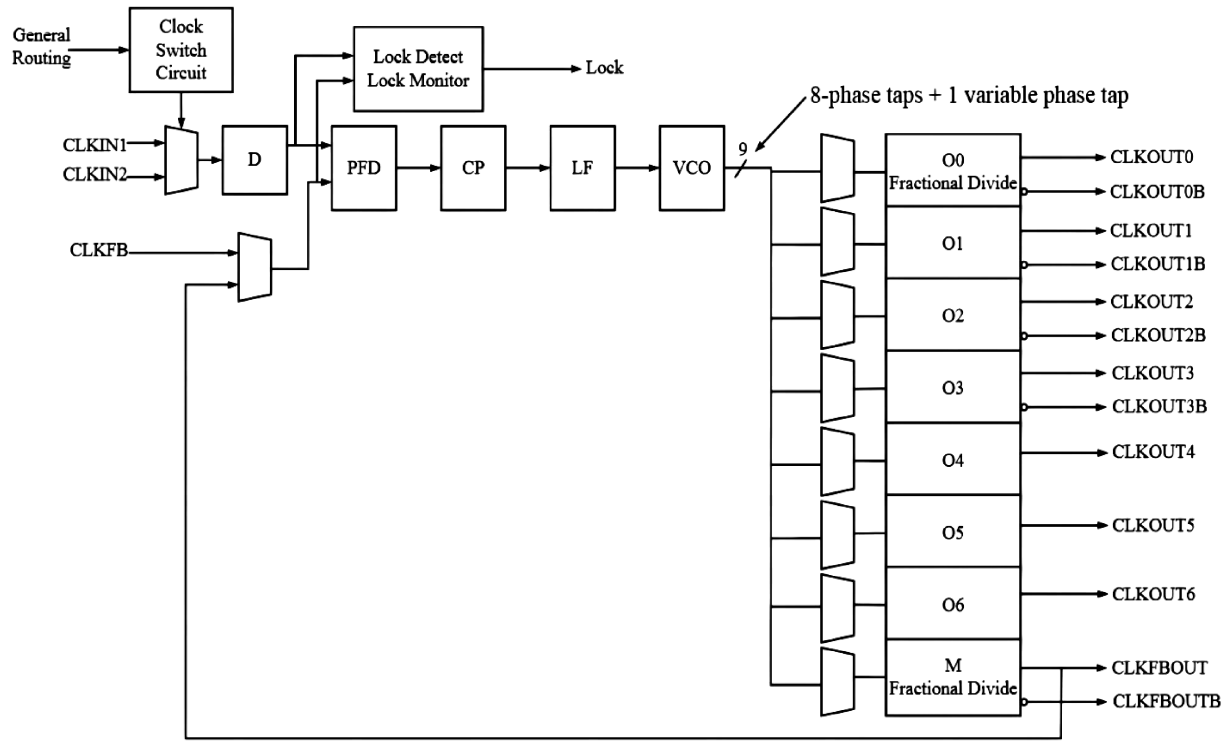 General
Routing
Clock
Switch
Circuit
Lock Detect
Lock Monitor
Lock
8-phase taps + 1 variable phase tap
CLKIN1
CLKIN2
D
PFD
CP
LF
VCO
9
CLKFB
O0
Fractional Divide
CLKOUT0
CLKOUT0B
O1
CLKOUT1
CLKOUT1B
O2
CLKOUT2
CLKOUT2B
O3
CLKOUT3
CLKOUT3B
O4
CLKOUT4
O5
CLKOUT5
O6
CLKOUT6
M
Fractional Divide
CLKFBOUT
CLKFBOUTB